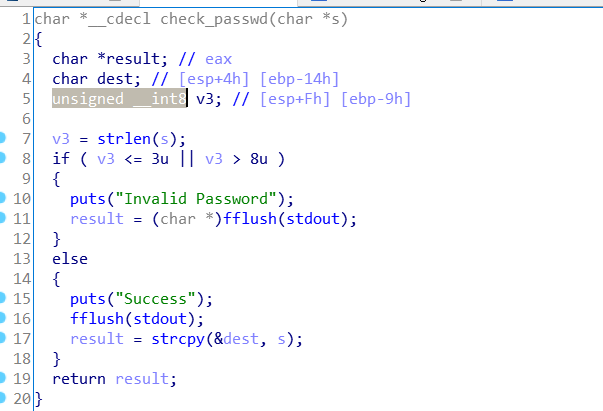 1 char *__cdecl check_passwd(char *s)
2 {
3 char *result; // eax
4 char dest; // [esp+4h] [ebp-14h]
5 unsigned __int8 v3; // [esp+Fh] [ebp-9h]
6
7 v3 = strlen(s);
8 if ( v3 <= 3u || v3 > 8u )
9 {
10 puts("Invalid Password");
11 result = (char *)fflush(stdout);
12 }
13 else
14 {
15 puts("Success");
16 fflush(stdout);
17 result = strcpy(&dest, s);
18 }
19 return result;
20 }